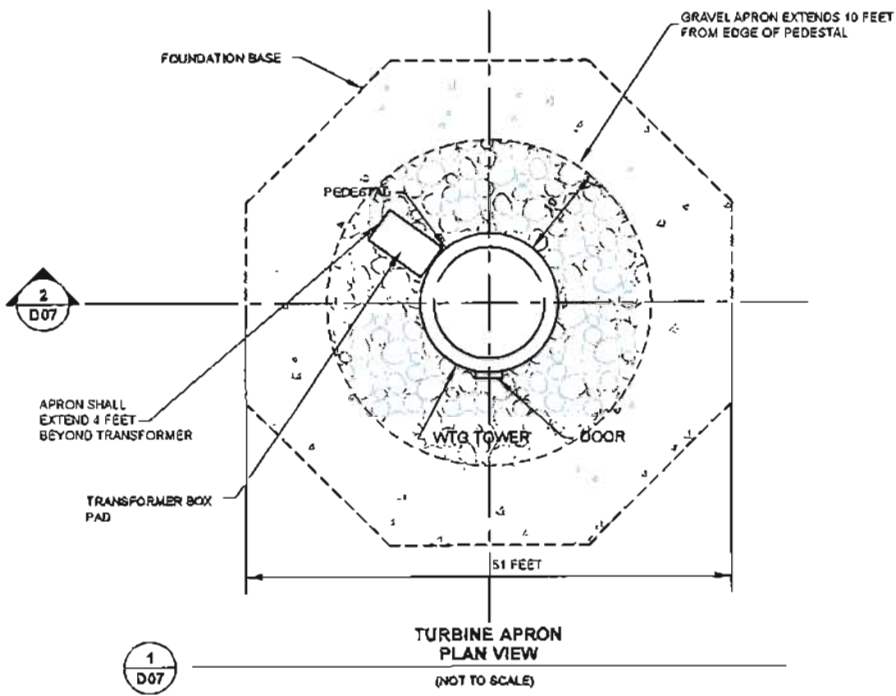 GRAVEL APRON EXTENDS 10 FEET
FROM EDGE OF PEDESTAL
FOUNDATION BASE
PEDESTAL
10'
2
D07
APRON SHALL
EXTEND 4 FEET
BEYOND TRANSFORMER
WTG TOWER
DOOR
TRANSFORMER BOX
PAD
51 FEET
TURBINE APRON
PLAN VIEW
1
D07
(NOT TO SCALE)